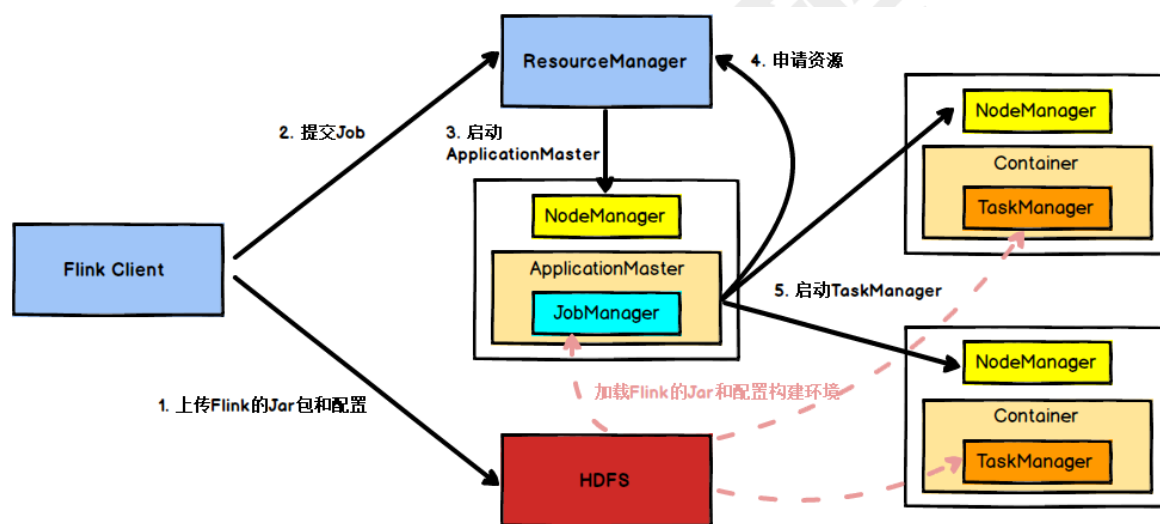 ResourceManager
4. 申请资源
NodeManager
2. 提交Job
3. 启动
ApplicationMaster
Container
TaskManager
NodeManager
Flink Client
ApplicationMaster
JobManager
5. 启动TaskManager
NodeManager
加载Flink的Jar和配置构建环境
1. 上传Flink的Jar包和配置
Container
HDFS
TaskManager